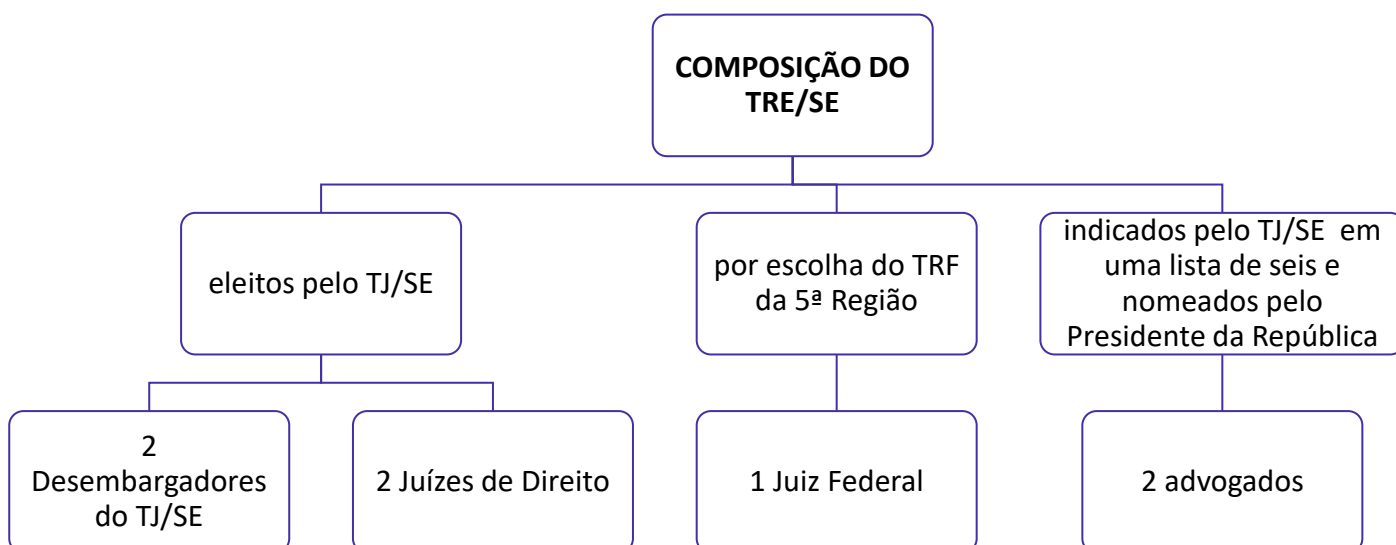 COMPOSIÇÃO DO
TRE/SE
eleitos pelo TJ/SE
por escolha do TRF
da 5ª Região
indicados pelo TJ/SE em
uma lista de seis e
nomeados pelo
Presidente da República
2
Desembargadores
do TJ/SE
2 Juízes de Direito
1 Juiz Federal
2 advogados